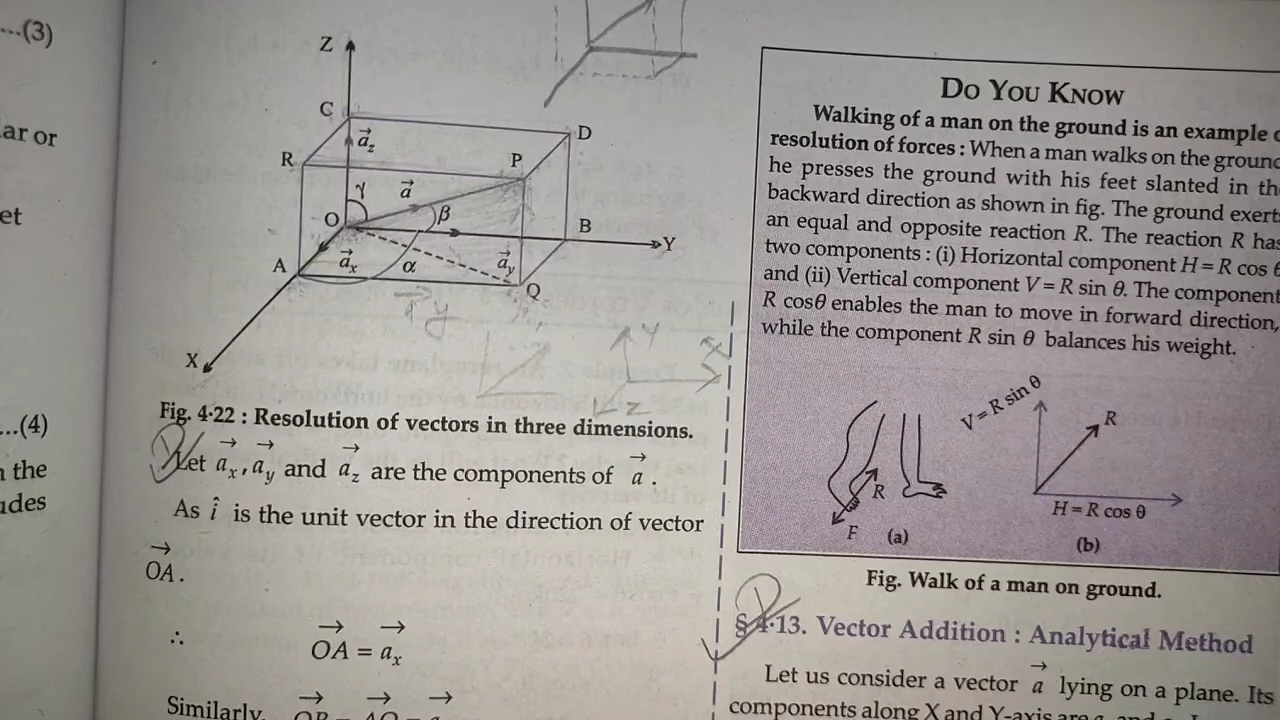 ...(3)
ar or
et
...(4)
n the
udes
Z
C
D
R
a⃗z
P
γ
a⃗
β
O
B
Y
A
a⃗x
α
a⃗y
Q
X
y
Y
Z
Fig. 4·22 : Resolution of vectors in three dimensions.
Let a⃗x, a⃗y and a⃗z are the components of a⃗.
As î is the unit vector in the direction of vector
OA⃗.
∴ OA⃗ = a⃗x
Similarly,
DO YOU KNOW
Walking of a man on the ground is an example
resolution of forces : When a man walks on the ground
he presses the ground with his feet slanted in the
backward direction as shown in fig. The ground exerts
an equal and opposite reaction R. The reaction R has
two components : (i) Horizontal component H = R cos θ
and (ii) Vertical component V = R sin θ. The component
R cosθ enables the man to move in forward direction,
while the component R sin θ balances his weight.
V = R sin θ
R
R
H = R cos θ
F
(a)
(b)
Fig. Walk of a man on ground.
§ 4·13. Vector Addition : Analytical Method
Let us consider a vector a⃗ lying on a plane. Its
components along X and Y-axis are